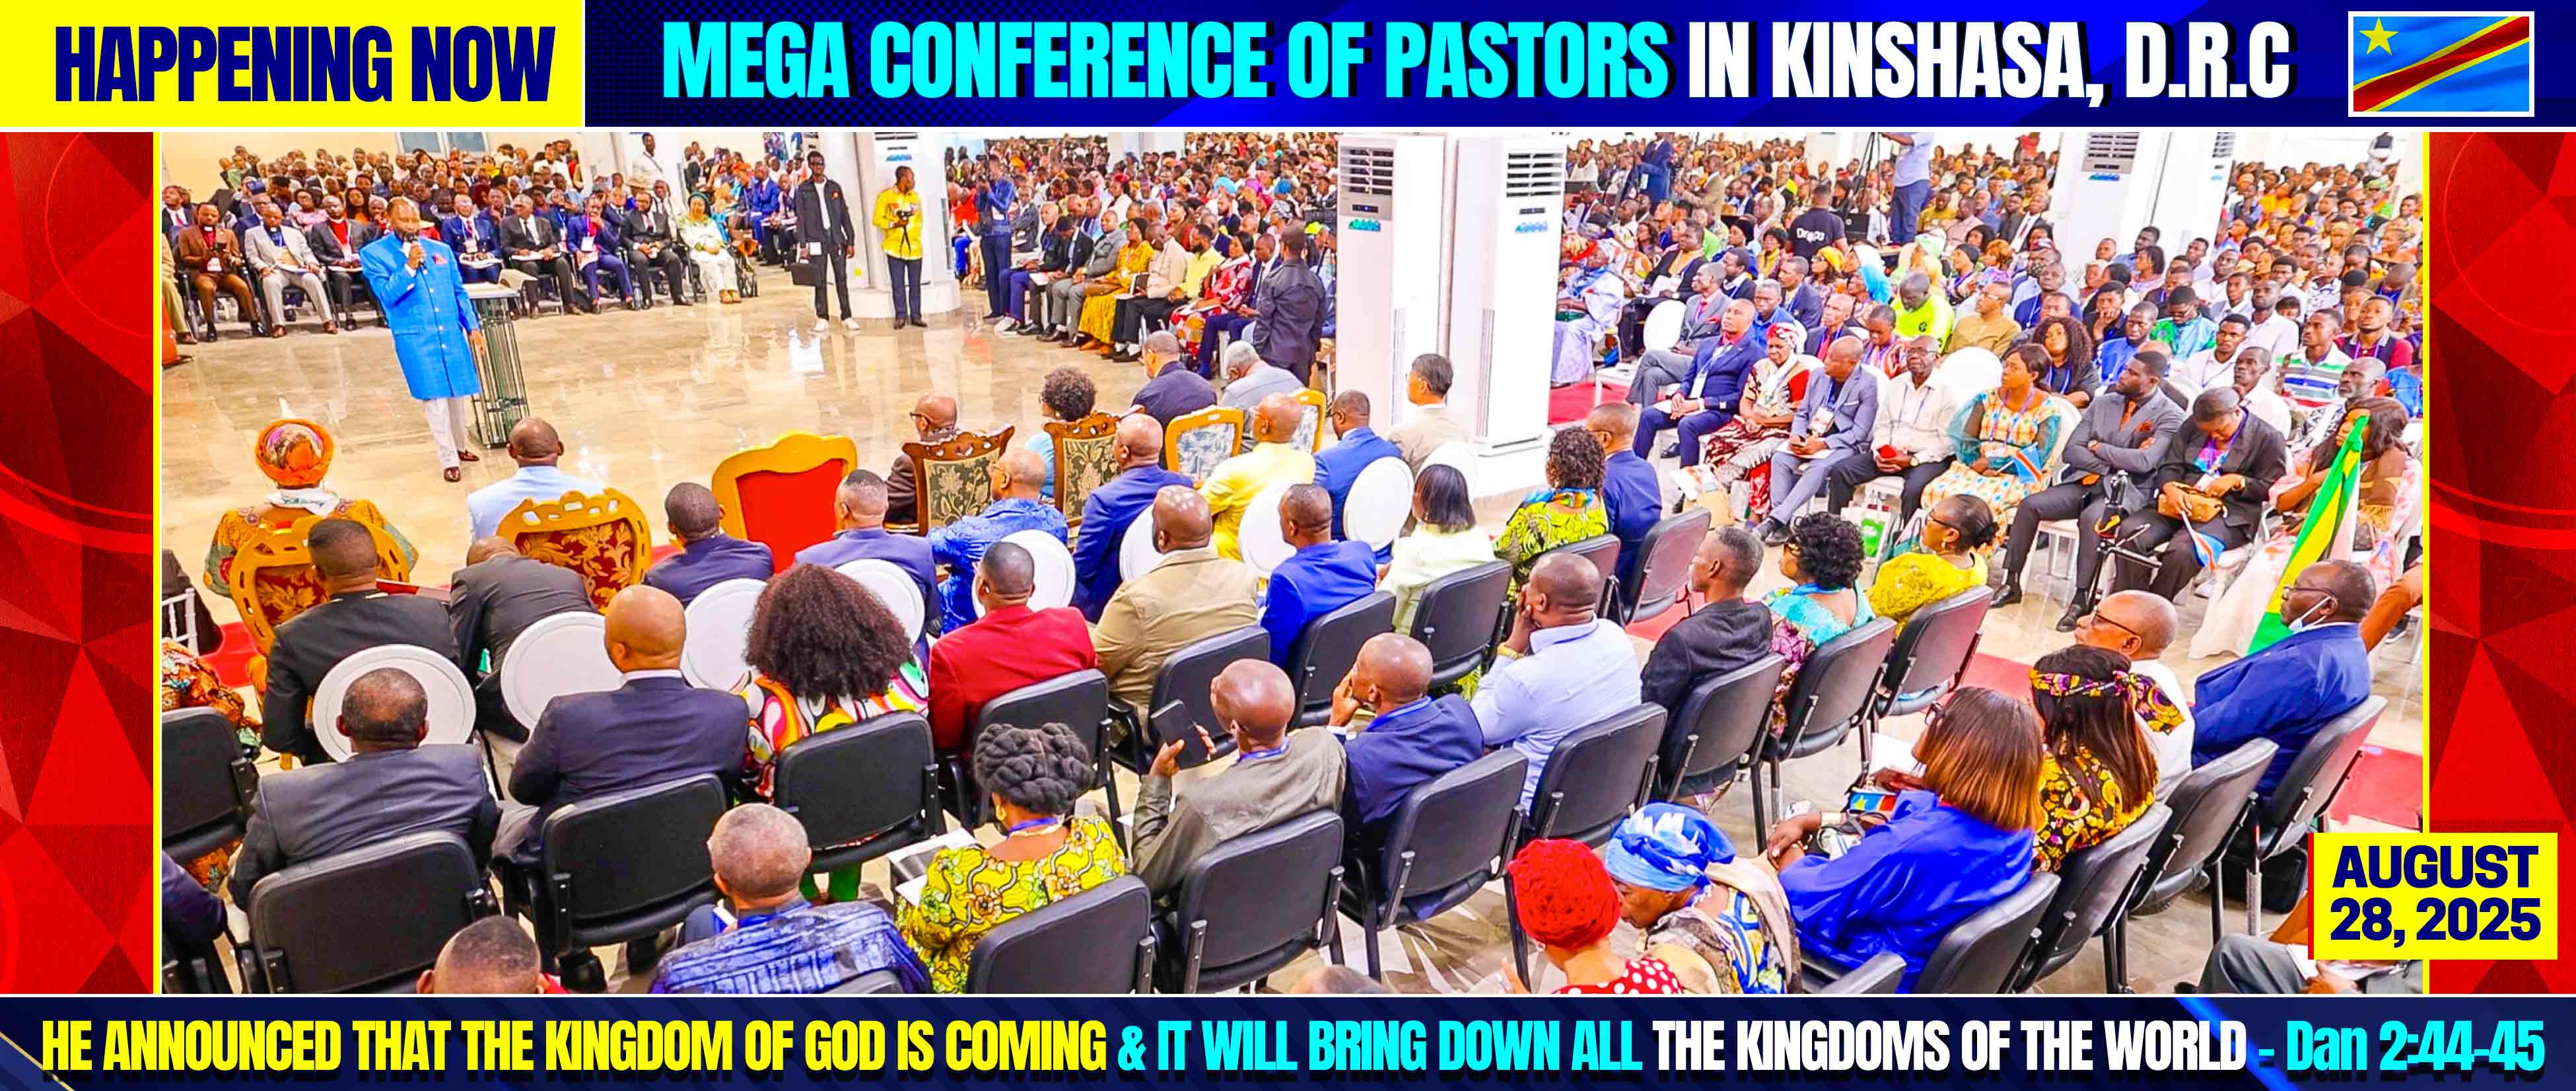 HAPPENING NOW
MEGA CONFERENCE OF PASTORS IN KINSHASA, D.R.C
AUGUST
28, 2025
HE ANNOUNCED THAT THE KINGDOM OF GOD IS COMING & IT WILL BRING DOWN ALL THE KINGDOMS OF THE WORLD - Dan 2:44-45